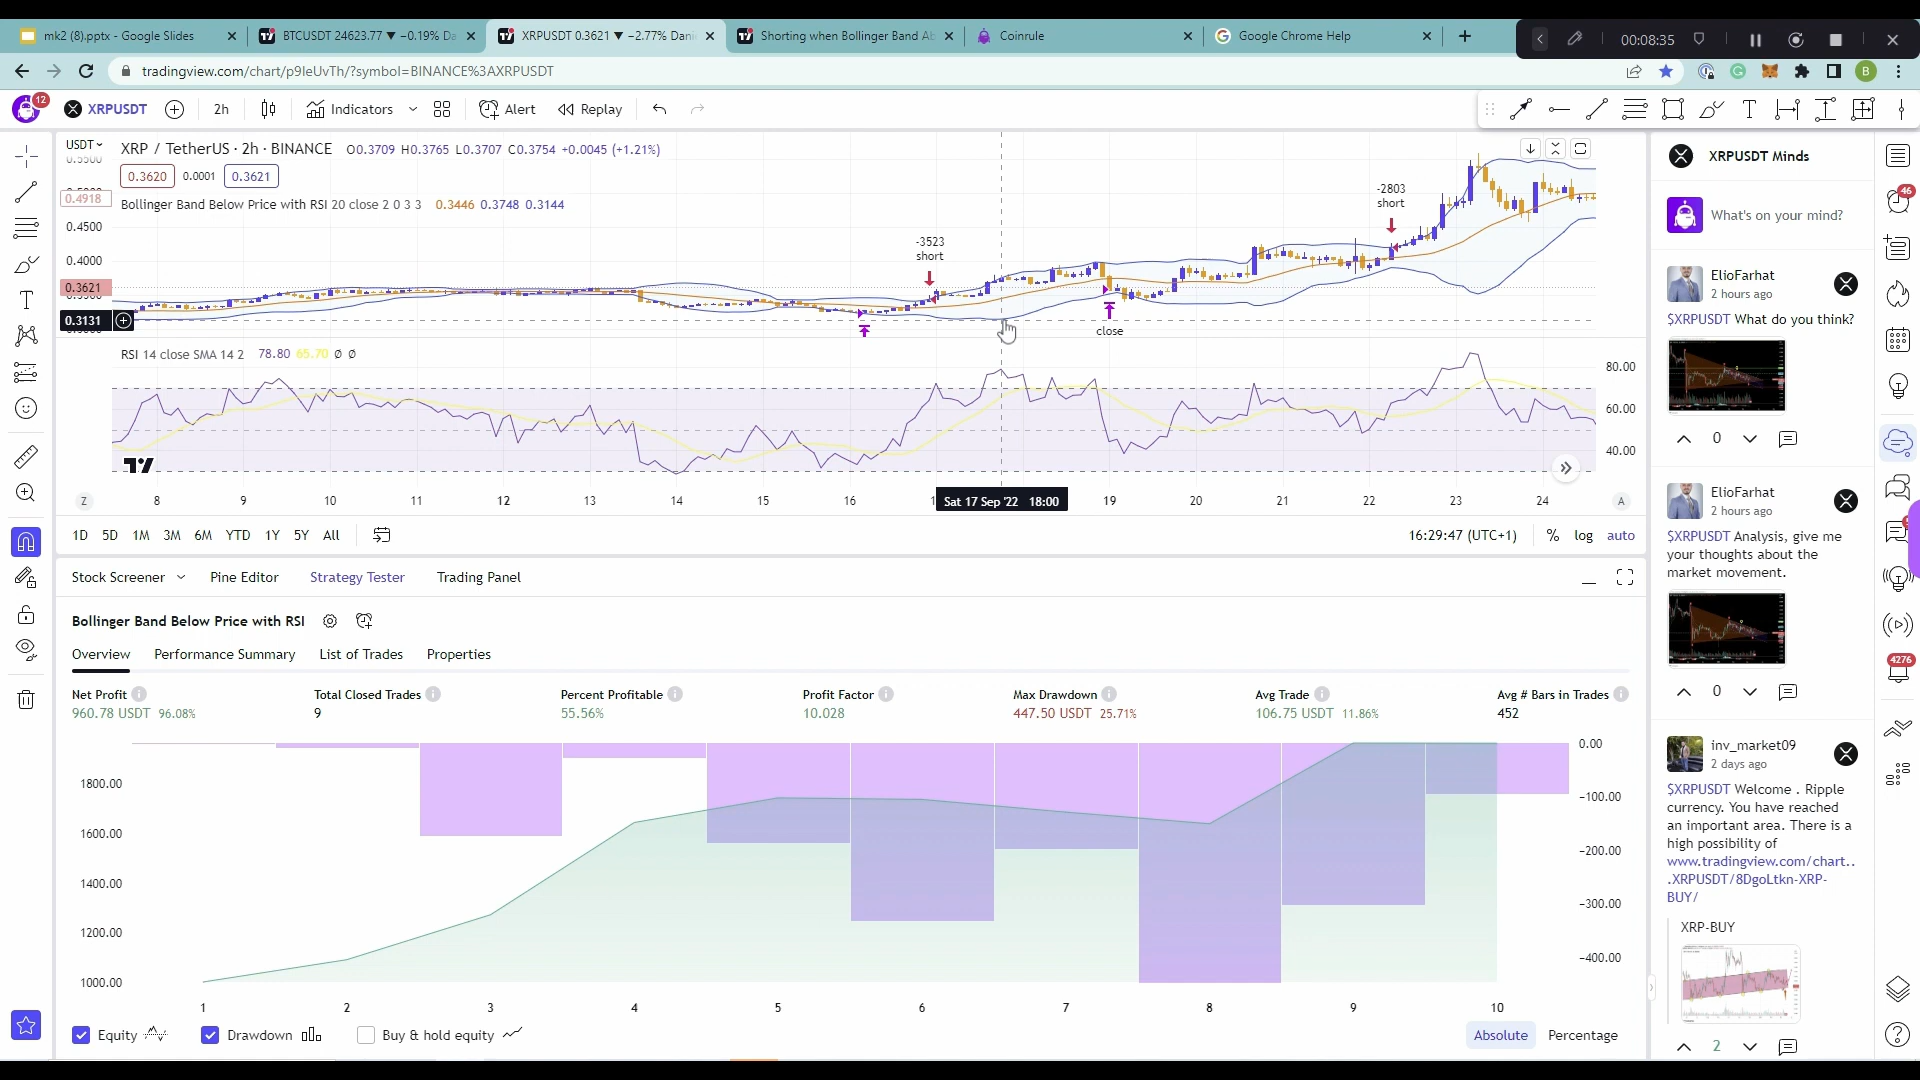 mk2 (8).pptx - Google Slides
BTCUSDT 24623.77 ▼ −0.19% Da
XRPUSDT 0.3621 ▼ −2.77% Dani
Shorting when Bollinger Band Ab
Coinrule
Google Chrome Help
00:08:35
tradingview.com/chart/p9IeUvTh/?symbol=BINANCE%3AXRPUSDT
B
12
XRPUSDT
2h
Indicators
Alert
Replay
USDT
XRP / TetherUS · 2h · BINANCE O0.3709 H0.3765 L0.3707 C0.3754 +0.0045 (+1.21%)
0.3620 0.0001 0.3621
Bollinger Band Below Price with RSI 20 close 2 0 3 3 0.3446 0.3748 0.3144
0.5500
0.4918
0.4500
0.4000
0.3621
0.3131
-3523
short
close
-2803
short
RSI 14 close SMA 14 2 78.80 65.70 Ø Ø
80.00
60.00
40.00
Z 8 9 10 11 12 13 14 15 16 Sat 17 Sep '22 18:00 19 20 21 22 23 24 A
1D 5D 1M 3M 6M YTD 1Y 5Y All
16:29:47 (UTC+1) % log auto
Stock Screener Pine Editor Strategy Tester Trading Panel
Bollinger Band Below Price with RSI
Overview Performance Summary List of Trades Properties
Net Profit Total Closed Trades Percent Profitable Profit Factor Max Drawdown Avg Trade Avg # Bars in Trades
960.78 USDT 96.08% 9 55.56% 10.028 447.50 USDT 25.71% 106.75 USDT 11.86% 452
1800.00
1600.00
1400.00
1200.00
1000.00
0.00
−100.00
−200.00
−300.00
−400.00
1 2 3 4 5 6 7 8 9 10
Equity Drawdown Buy & hold equity
Absolute Percentage
XRPUSDT Minds
What's on your mind?
ElioFarhat
2 hours ago
$XRPUSDT What do you think?
0
ElioFarhat
2 hours ago
$XRPUSDT Analysis, give me
your thoughts about the
market movement.
0
inv_market09
2 days ago
$XRPUSDT Welcome . Ripple
currency. You have reached
an important area. There is a
high possibility of
www.tradingview.com/chart..
.XRPUSDT/8DgoLtkn-XRP-
BUY/
XRP-BUY
2
46
4276